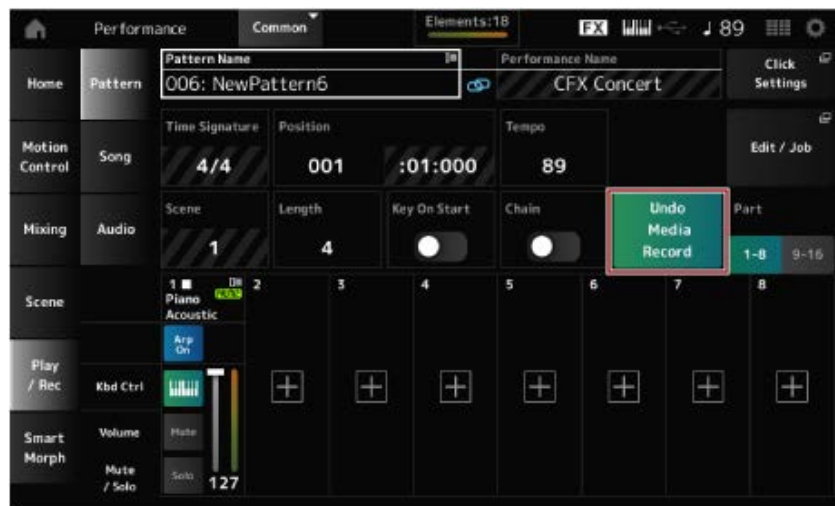 Performance
Common
Elements:18
FX
♩ 89
Home
Pattern
Pattern Name
006: NewPattern6
Performance Name
CFX Concert
Click
Settings
Motion
Control
Song
Time Signature
4/4
Position
001
:01:000
Tempo
89
Edit / Job
Mixing
Audio
Scene
1
Length
4
Key On Start
Chain
Undo
Media
Record
Part
1-8
9-16
Scene
1
2
3
4
5
6
7
8
Piano
Acoustic
Arp
On
Play
/ Rec
Kbd Ctrl
Smart
Morph
Volume
Mute
Mute
/ Solo
Solo
127